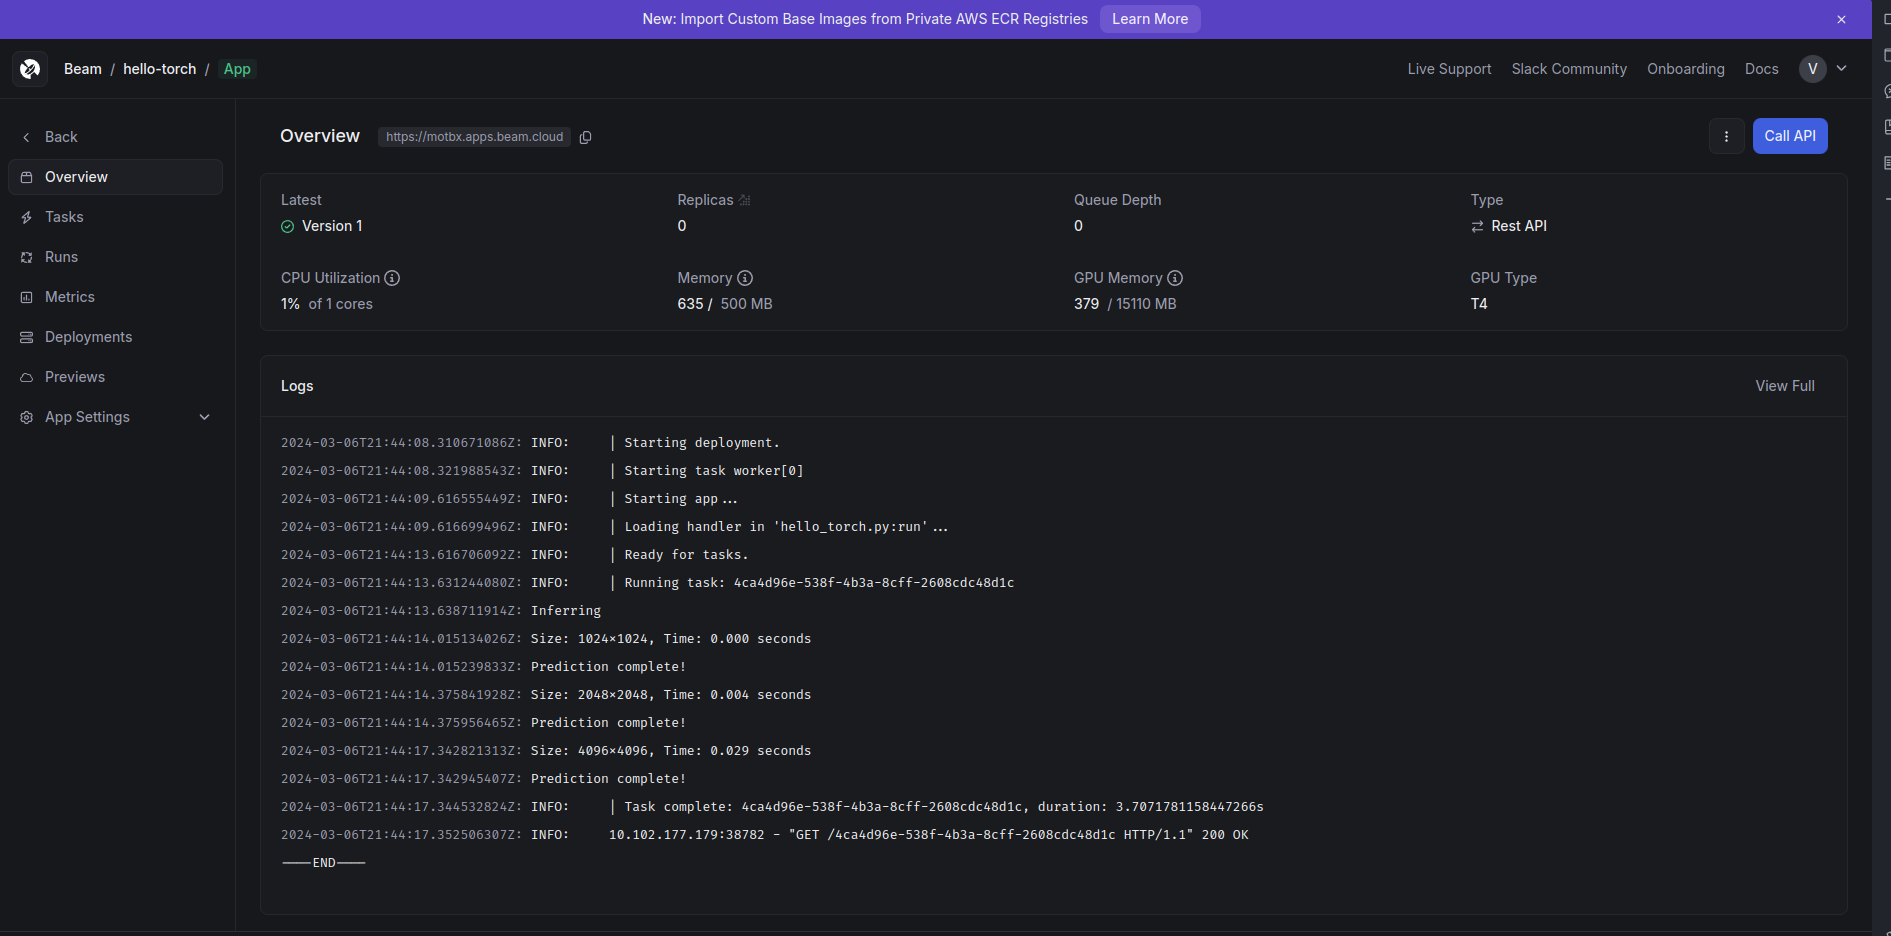 New: Import Custom Base Images from Private AWS ECR Registries Learn More
Beam / hello-torch / App
Live Support Slack Community Onboarding Docs V
Back
Overview
Tasks
Runs
Metrics
Deployments
Previews
App Settings
Overview https://motbx.apps.beam.cloud
Call API
Latest Replicas Queue Depth Type
Version 1 0 0 Rest API
CPU Utilization Memory GPU Memory GPU Type
1% of 1 cores 635 / 500 MB 379 / 15110 MB T4
Logs View Full
2024-03-06T21:44:08.310671086Z: INFO: | Starting deployment.
2024-03-06T21:44:08.321988543Z: INFO: | Starting task worker[0]
2024-03-06T21:44:09.616555449Z: INFO: | Starting app...
2024-03-06T21:44:09.616699496Z: INFO: | Loading handler in 'hello_torch.py:run'...
2024-03-06T21:44:13.616706092Z: INFO: | Ready for tasks.
2024-03-06T21:44:13.631244080Z: INFO: | Running task: 4ca4d96e-538f-4b3a-8cff-2608cdc48d1c
2024-03-06T21:44:13.638711914Z: Inferring
2024-03-06T21:44:14.015134026Z: Size: 1024×1024, Time: 0.000 seconds
2024-03-06T21:44:14.015239833Z: Prediction complete!
2024-03-06T21:44:14.375841928Z: Size: 2048×2048, Time: 0.004 seconds
2024-03-06T21:44:14.375956465Z: Prediction complete!
2024-03-06T21:44:17.342821313Z: Size: 4096×4096, Time: 0.029 seconds
2024-03-06T21:44:17.342945407Z: Prediction complete!
2024-03-06T21:44:17.344532824Z: INFO: | Task complete: 4ca4d96e-538f-4b3a-8cff-2608cdc48d1c, duration: 3.7071781158447266s
2024-03-06T21:44:17.352506307Z: INFO: 10.102.177.179:38782 - "GET /4ca4d96e-538f-4b3a-8cff-2608cdc48d1c HTTP/1.1" 200 OK
----END----